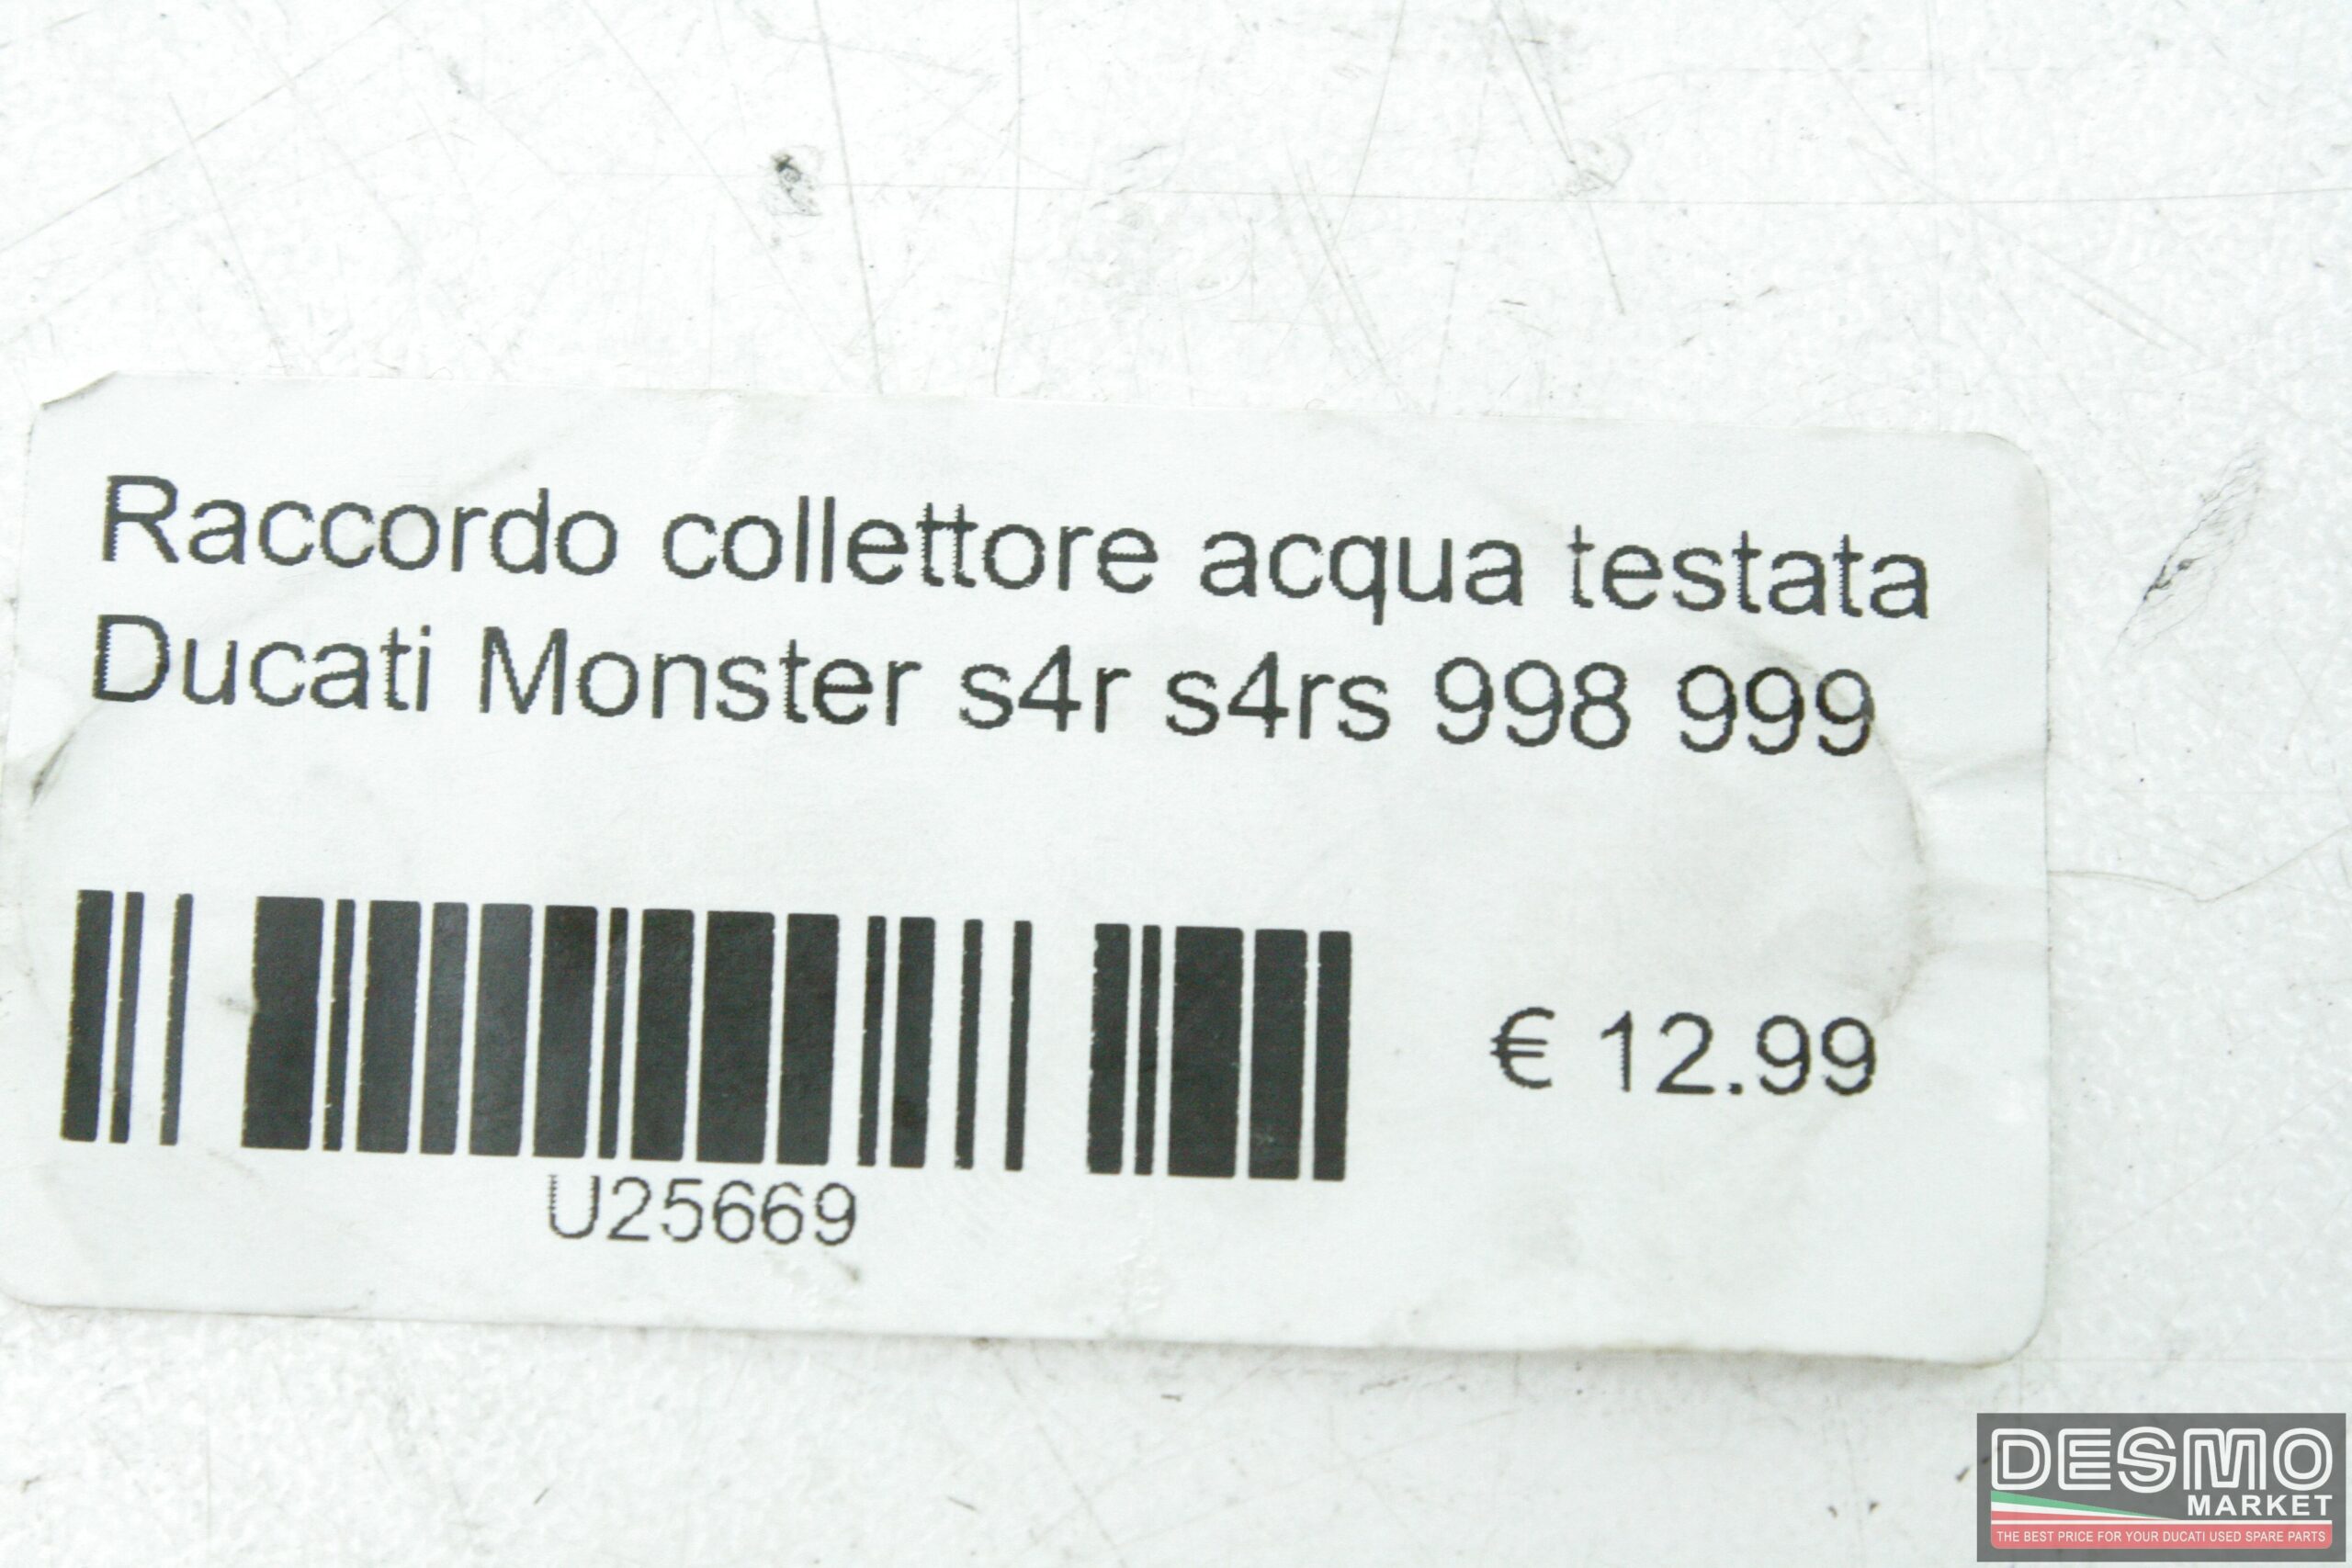 Raccordo collettore acqua testata
Ducati Monster s4r s4rs 998 999
€ 12.99
U25669
DESMO
MARKET
THE BEST PRICE FOR YOUR DUCATI USED SPARE PARTS